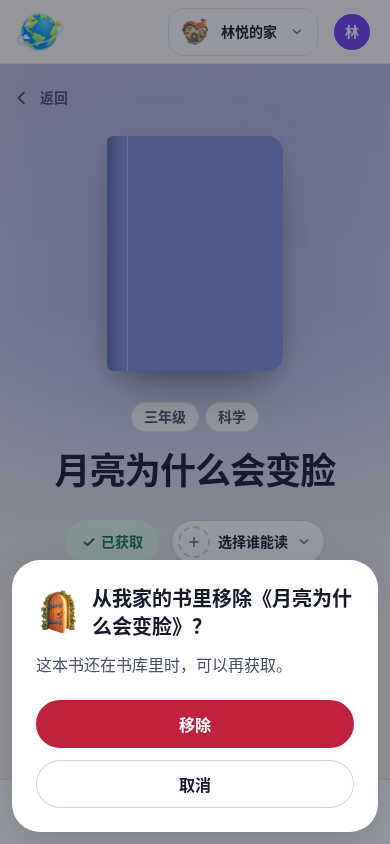 林悦的家
林
返回
三年级
科学
月亮为什么会变脸
已获取
选择谁能读
从我家的书里移除《月亮为什
么会变脸》？
这本书还在书库里时，可以再获取。
移除
取消